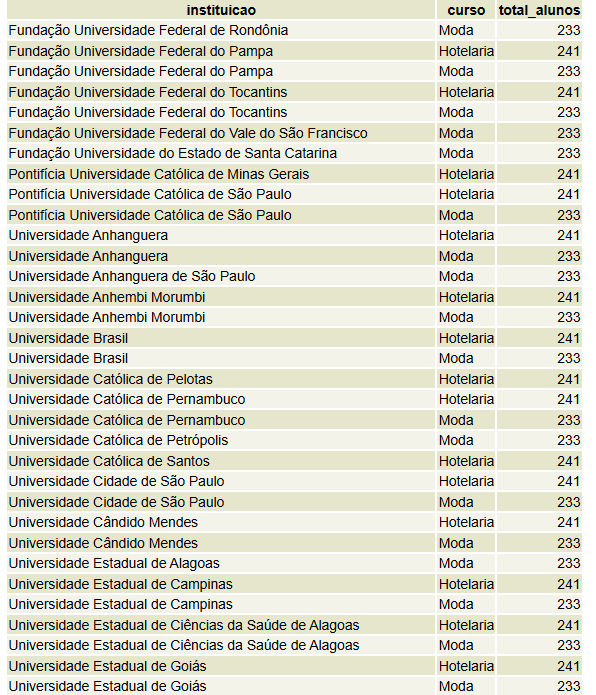 instituicao curso total_alunos
Fundação Universidade Federal de Rondônia Moda 233
Fundação Universidade Federal do Pampa Hotelaria 241
Fundação Universidade Federal do Pampa Moda 233
Fundação Universidade Federal do Tocantins Hotelaria 241
Fundação Universidade Federal do Tocantins Moda 233
Fundação Universidade Federal do Vale do São Francisco Moda 233
Fundação Universidade do Estado de Santa Catarina Moda 233
Pontifícia Universidade Católica de Minas Gerais Hotelaria 241
Pontifícia Universidade Católica de São Paulo Hotelaria 241
Pontifícia Universidade Católica de São Paulo Moda 233
Universidade Anhanguera Hotelaria 241
Universidade Anhanguera Moda 233
Universidade Anhanguera de São Paulo Moda 233
Universidade Anhembi Morumbi Hotelaria 241
Universidade Anhembi Morumbi Moda 233
Universidade Brasil Hotelaria 241
Universidade Brasil Moda 233
Universidade Católica de Pelotas Hotelaria 241
Universidade Católica de Pernambuco Hotelaria 241
Universidade Católica de Pernambuco Moda 233
Universidade Católica de Petrópolis Moda 233
Universidade Católica de Santos Hotelaria 241
Universidade Cidade de São Paulo Hotelaria 241
Universidade Cidade de São Paulo Moda 233
Universidade Cândido Mendes Hotelaria 241
Universidade Cândido Mendes Moda 233
Universidade Estadual de Alagoas Moda 233
Universidade Estadual de Campinas Hotelaria 241
Universidade Estadual de Campinas Moda 233
Universidade Estadual de Ciências da Saúde de Alagoas Hotelaria 241
Universidade Estadual de Ciências da Saúde de Alagoas Moda 233
Universidade Estadual de Goiás Hotelaria 241
Universidade Estadual de Goiás Moda 233